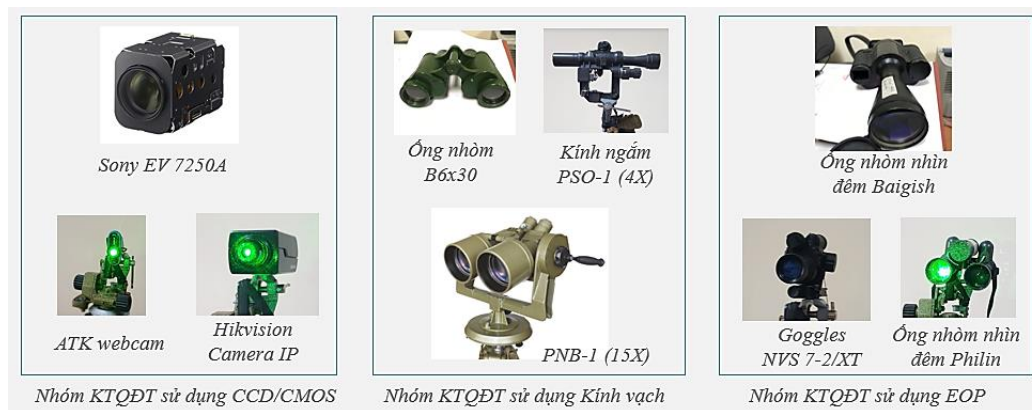 Sony EV 7250A
ATK webcam
Hikvision
Camera IP
Nhóm KTQĐT sử dụng CCD/CMOS
Ống nhòm
B6x30
Kính ngắm
PSO-1 (4X)
PNB-1 (15X)
Nhóm KTQĐT sử dụng Kính vạch
Ống nhòm nhìn
đêm Baigish
Goggles
NVS 7-2/XT
Ống nhòm nhìn
đêm Philin
Nhóm KTQĐT sử dụng EOP